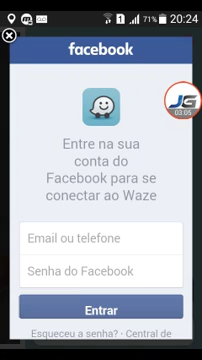 71% 20:24
facebook
JG
03:05
Entre na sua
conta do
Facebook para se
conectar ao Waze
Email ou telefone
Senha do Facebook
Entrar
Esqueceu a senha? · Central de